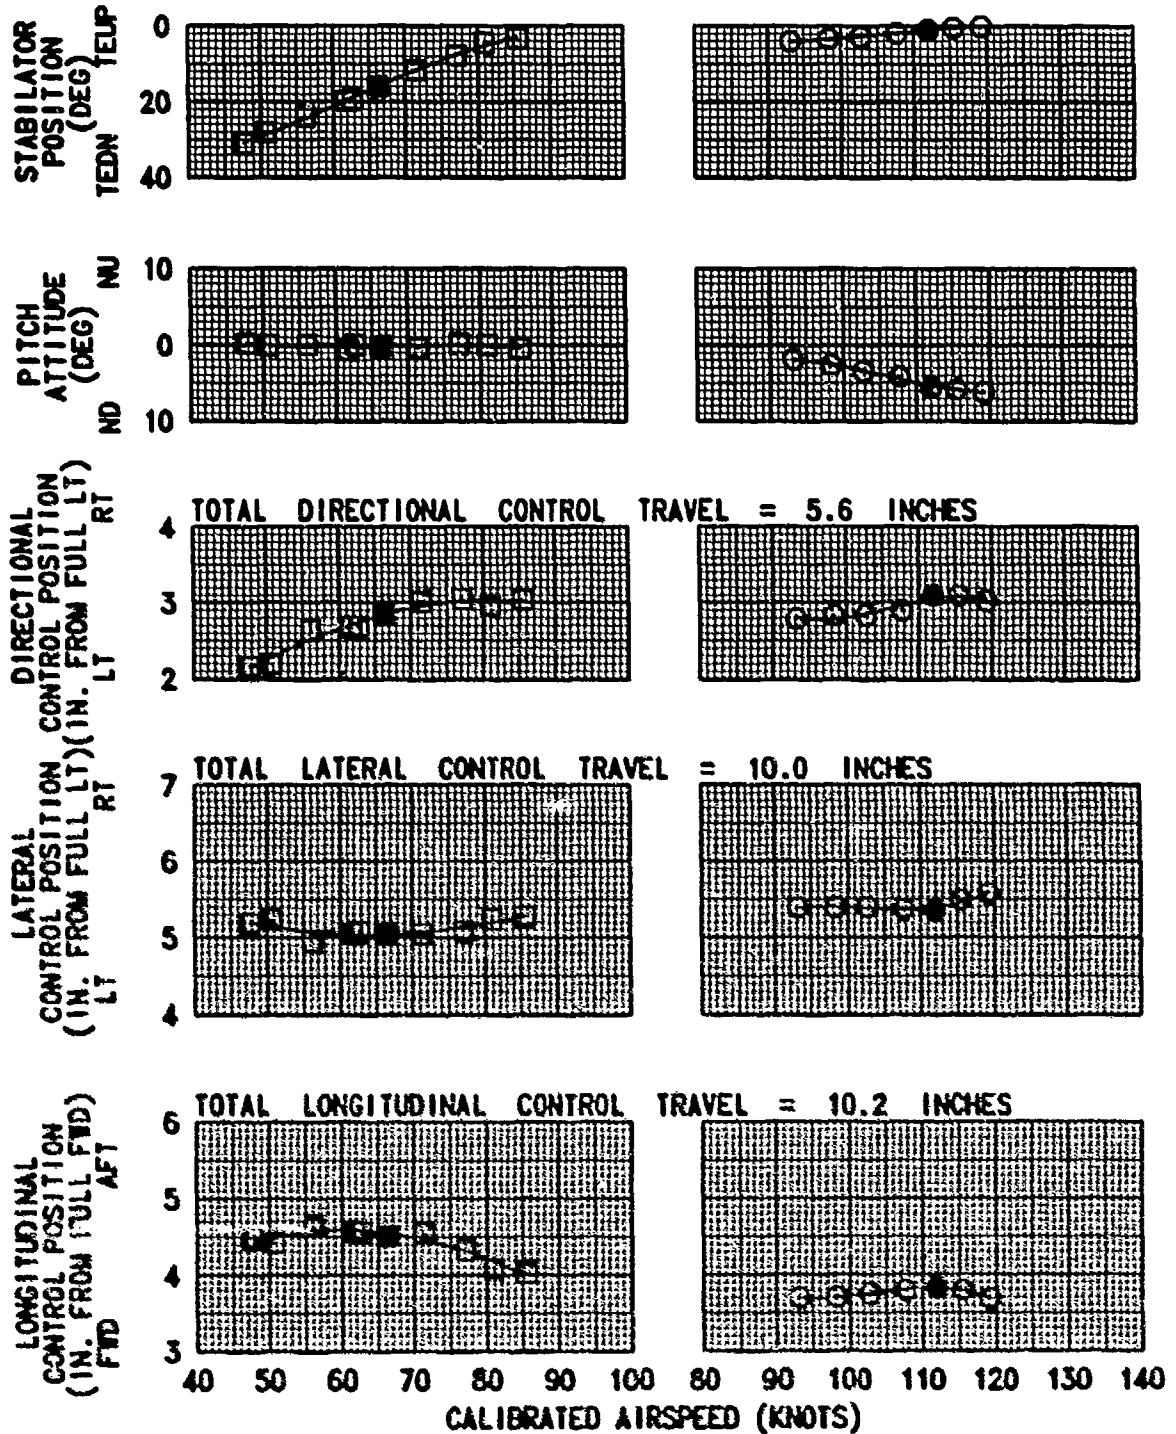 STABILATOR
POSITION
(DEG)
TEDN TEUP
0
20
40
PITCH
ATTITUDE
(DEG)
ND NU
10
0
10
DIRECTIONAL
CONTROL POSITION
(IN. FROM FULL LT)
LT RT
TOTAL DIRECTIONAL CONTROL TRAVEL = 5.6 INCHES
4
3
2
LATERAL
CONTROL POSITION
(IN. FROM FULL LT)
LT RT
TOTAL LATERAL CONTROL TRAVEL = 10.0 INCHES
7
6
5
4
LONGITUDINAL
CONTROL POSITION
(IN. FROM FULL FWD)
FWD AFT
TOTAL LONGITUDINAL CONTROL TRAVEL = 10.2 INCHES
6
5
4
3
40 50 60 70 80 90 100 80 90 100 110 120 130 140
CALIBRATED AIRSPEED (KNOTS)